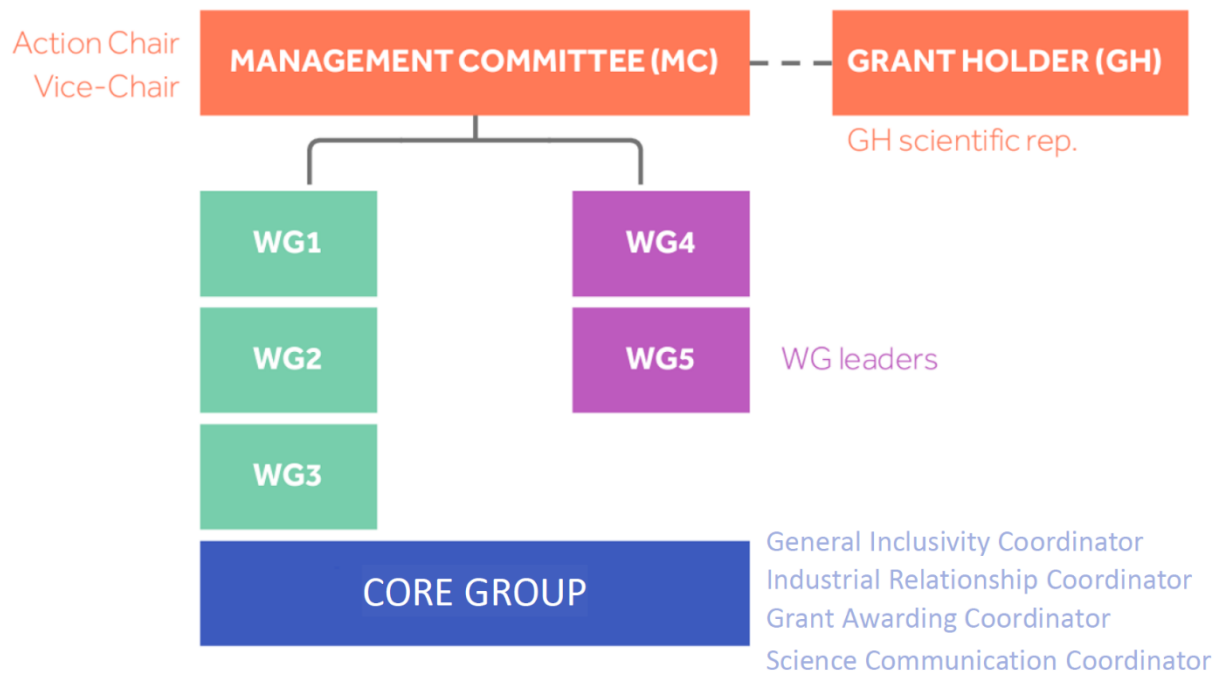 Action Chair
Vice-Chair
MANAGEMENT COMMITTEE (MC)
GRANT HOLDER (GH)
GH scientific rep.
WG1
WG4
WG2
WG5
WG leaders
WG3
CORE GROUP
General Inclusivity Coordinator
Industrial Relationship Coordinator
Grant Awarding Coordinator
Science Communication Coordinator